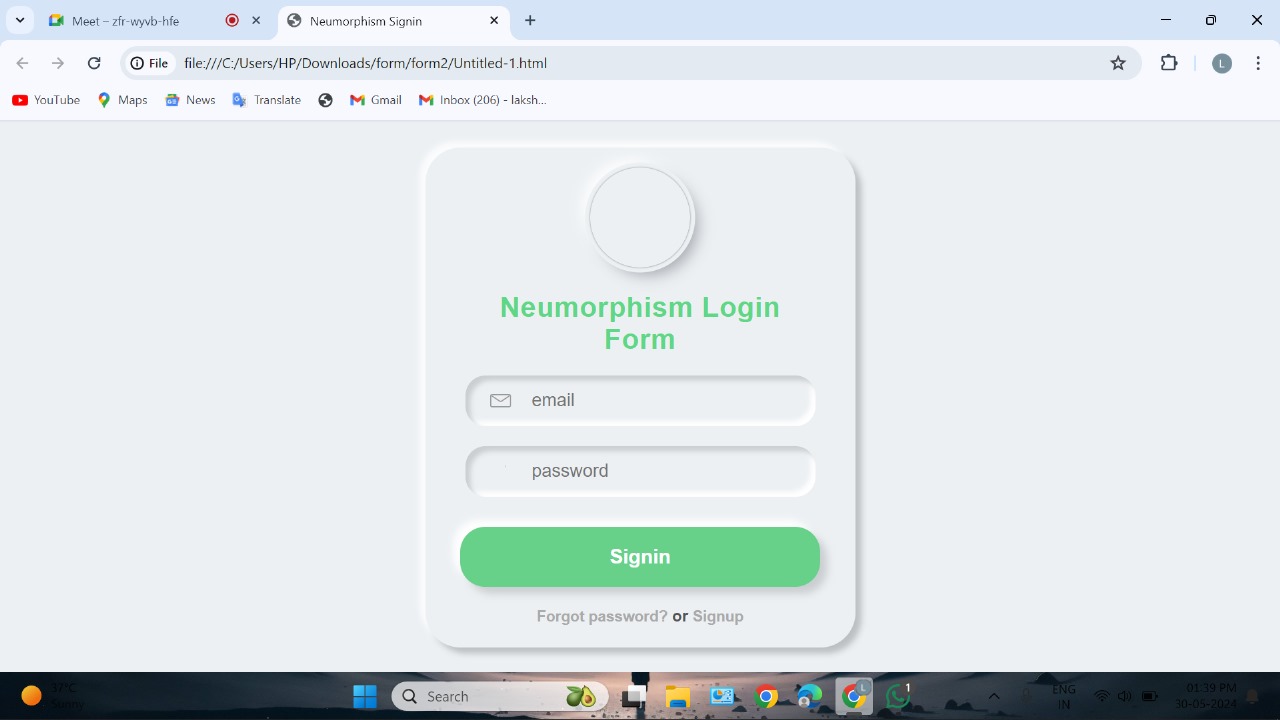 Meet – zfr-wyvb-hfe
Neumorphism Signin
File
file:///C:/Users/HP/Downloads/form/form2/Untitled-1.html
L
YouTube
Maps
News
Translate
Gmail
Inbox (206) - laksh...
Neumorphism Login
Form
email
password
Signin
Forgot password? or Signup
37°C
Sunny
Search
L
1
ENG
IN
01:39 PM
30-05-2024